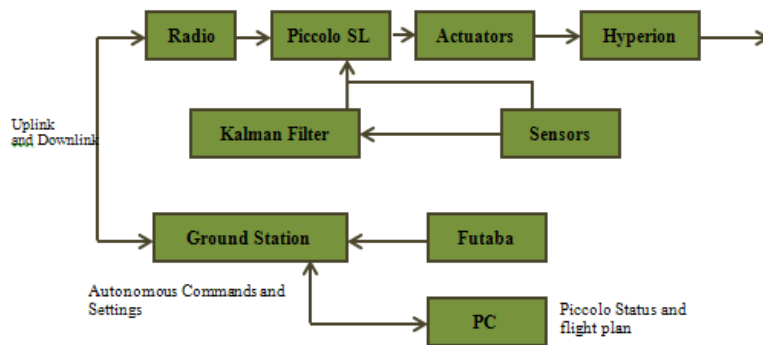 Radio
Piccolo SL
Actuators
Hyperion
Uplink
and Downlink
Kalman Filter
Sensors
Ground Station
Futaba
Autonomous Commands and
Settings
PC
Piccolo Status and
flight plan